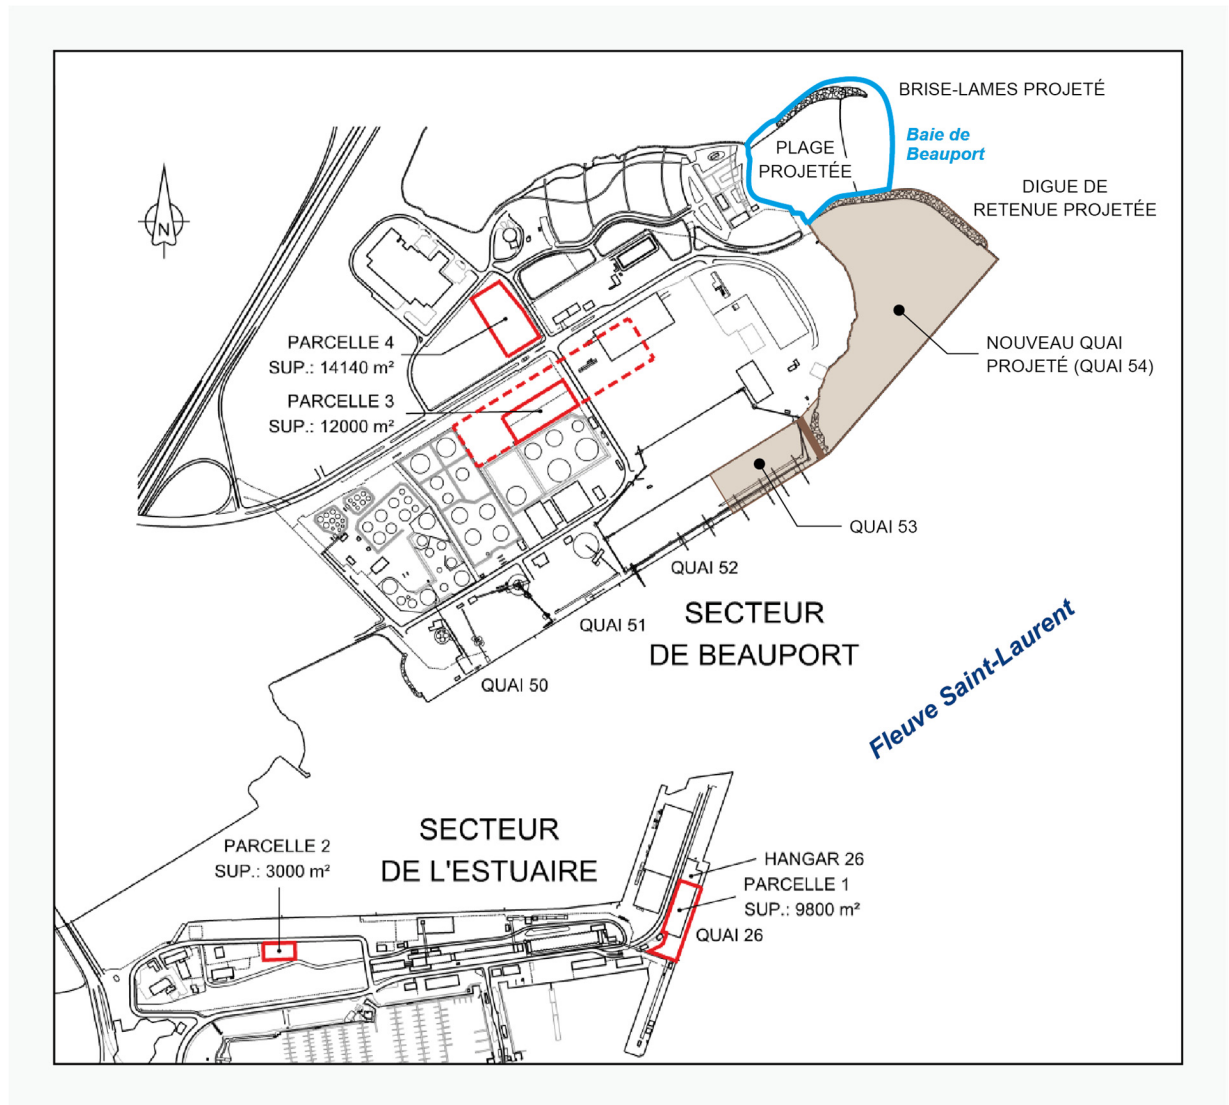 BRISE-LAMES PROJETÉ
Baie de
Beauport
PLAGE
PROJETÉE
DIGUE DE
RETENUE PROJETÉE
N
PARCELLE 4
SUP.: 14140 m²
NOUVEAU QUAI
PROJETÉ (QUAI 54)
PARCELLE 3
SUP.: 12000 m²
QUAI 53
QUAI 52
SECTEUR
DE BEAUPORT
QUAI 51
QUAI 50
Fleuve Saint-Laurent
SECTEUR
DE L'ESTUAIRE
PARCELLE 2
SUP.: 3000 m²
HANGAR 26
PARCELLE 1
SUP.: 9800 m²
QUAI 26